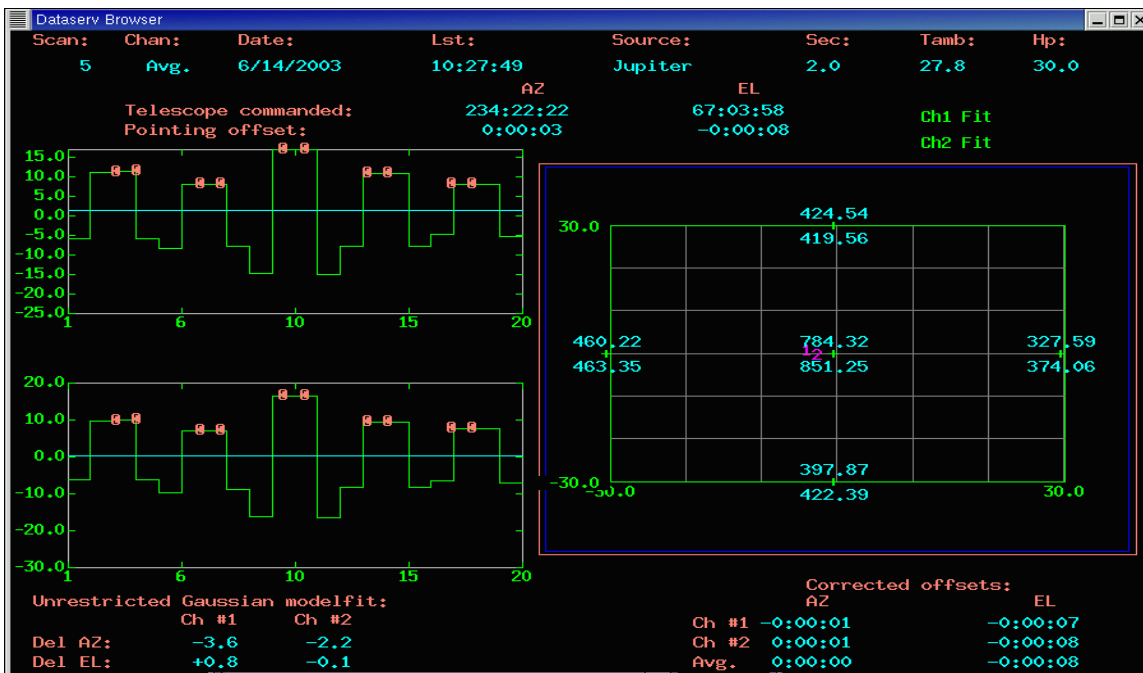 Dataserv Browser
Scan: Chan: Date: Lst: Source: Sec: Tamb: Hp:
5 Avg. 6/14/2003 10:27:49 Jupiter 2.0 27.8 30.0
AZ EL
Telescope commanded: 234:22:22 67:03:58
Pointing offset: 0:00:03 -0:00:08
Ch1 Fit
Ch2 Fit
15.0
10.0
5.0
0.0
-5.0
-10.0
-15.0
-20.0
-25.0
1 6 10 15 20
20.0
10.0
0.0
-10.0
-20.0
-30.0
1 6 10 15 20
424.54
30.0 419.56
460.22 784.32 327.59
1 2
463.35 851.25 374.06
397.87
-30.0 422.39
-30.0 30.0
Unrestricted Gaussian modelfit:
Ch #1 Ch #2
Del AZ: -3.6 -2.2
Del EL: +0.8 -0.1
Corrected offsets:
AZ EL
Ch #1 -0:00:01 -0:00:07
Ch #2 0:00:01 -0:00:08
Avg. 0:00:00 -0:00:08